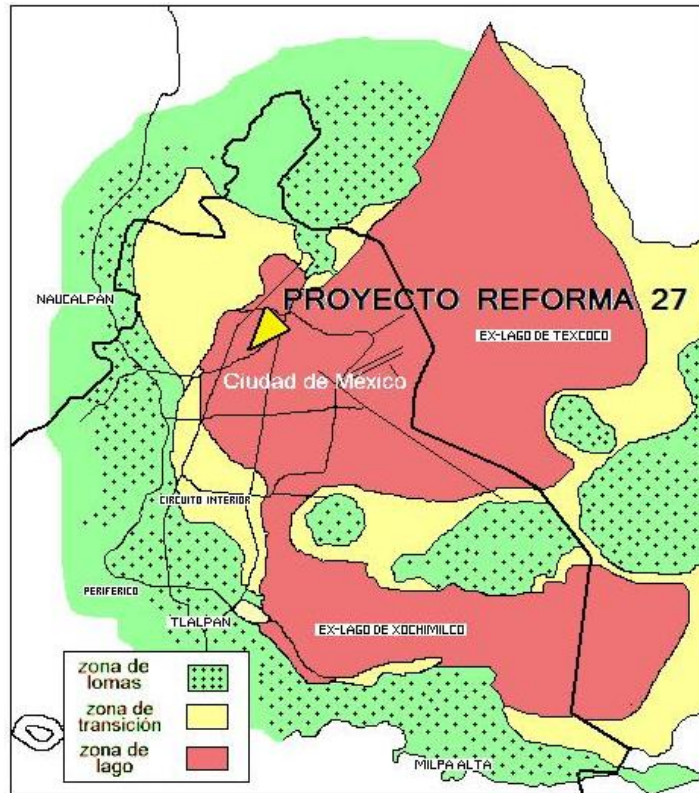 NAUCALPAN
PROYECTO REFORMA 27
EX-LAGO DE TEXCOCO
Ciudad de México
CIRCUITO INTERIOR
PERIFERICO
TLALPAN
EX-LAGO DE XOCHIMILCO
zona de
lomas
zona de
transición
zona de
lago
MILPA ALTA